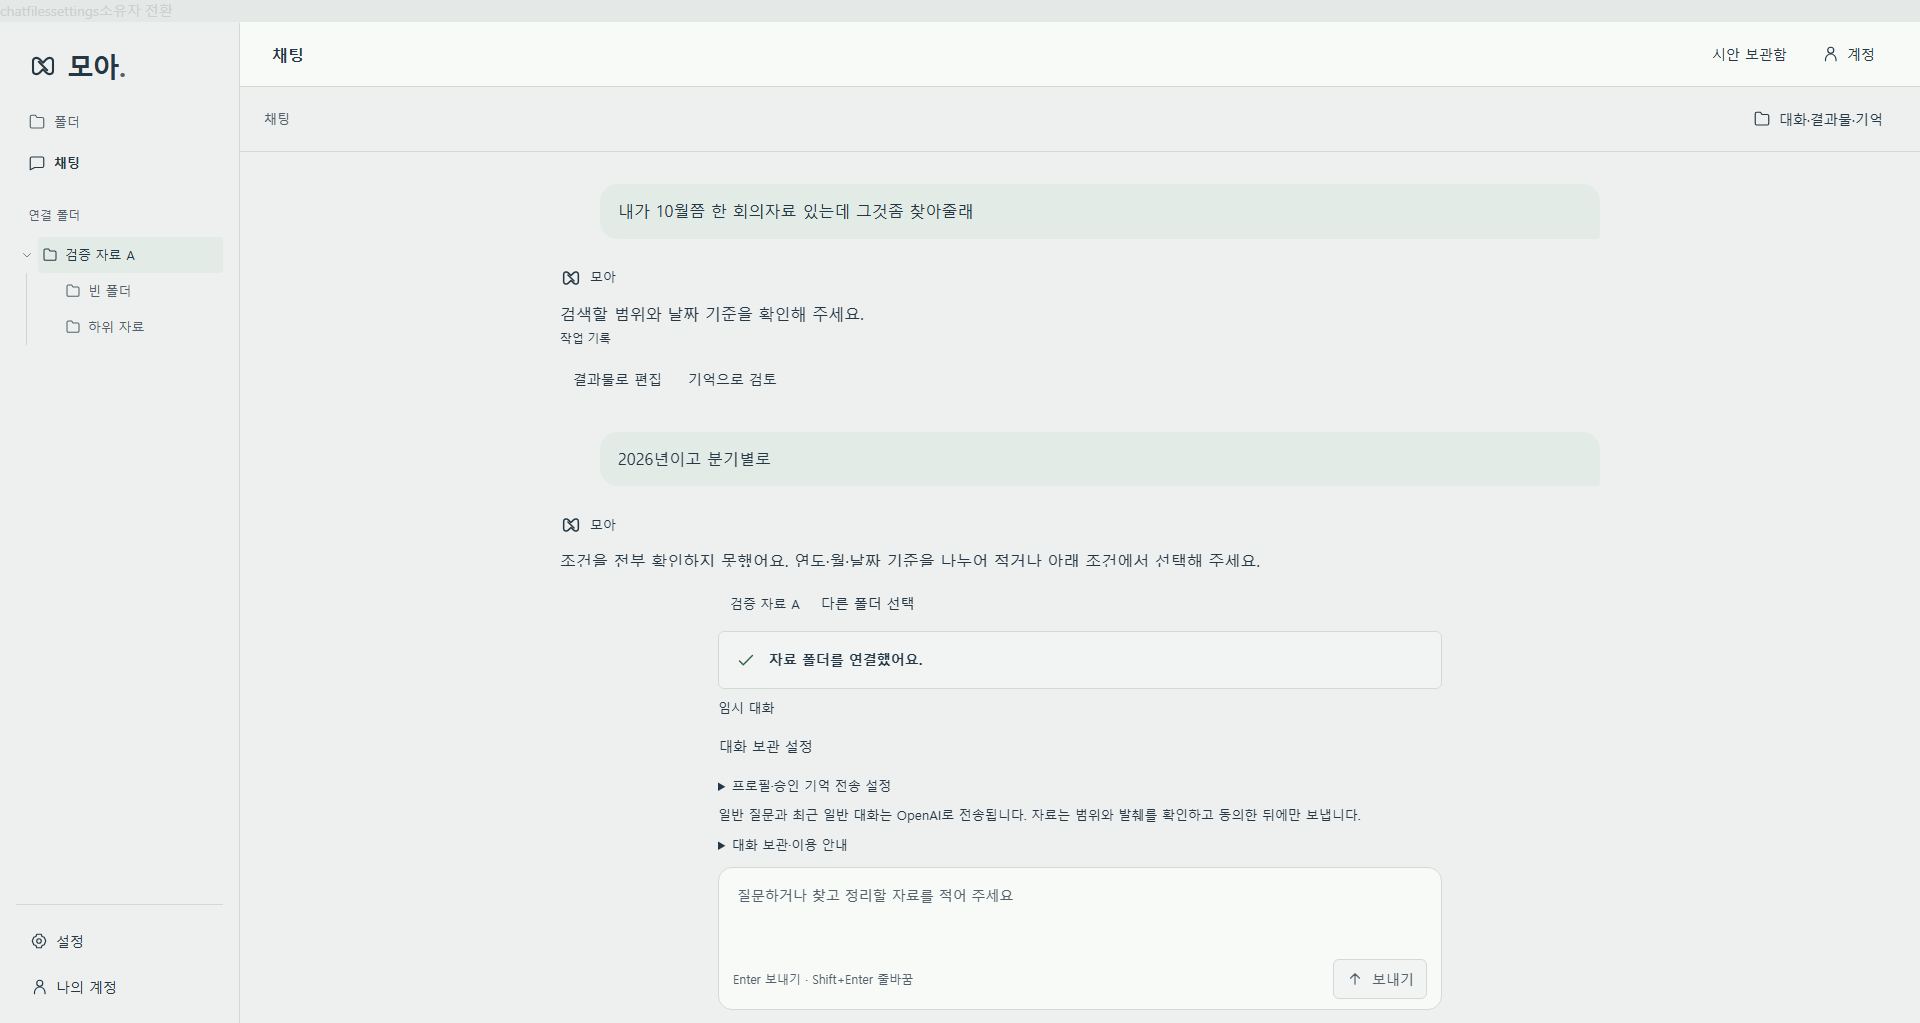 chatfilessettings소유자 전환
모아.
폴더
채팅
연결 폴더
검증 자료 A
빈 폴더
하위 자료
설정
나의 계정
채팅
시안 보관함
계정
채팅
대화·결과물·기억
내가 10월쯤 한 회의자료 있는데 그것좀 찾아줄래
모아
검색할 범위와 날짜 기준을 확인해 주세요.
작업 기록
결과물로 편집
기억으로 검토
2026년이고 분기별로
모아
조건을 전부 확인하지 못했어요. 연도·월·날짜 기준을 나누어 적거나 아래 조건에서 선택해 주세요.
검증 자료 A
다른 폴더 선택
자료 폴더를 연결했어요.
임시 대화
대화 보관 설정
프로필·승인 기억 전송 설정
일반 질문과 최근 일반 대화는 OpenAI로 전송됩니다. 자료는 범위와 발췌를 확인하고 동의한 뒤에만 보냅니다.
대화 보관·이용 안내
질문하거나 찾고 정리할 자료를 적어 주세요
Enter 보내기 · Shift+Enter 줄바꿈
보내기